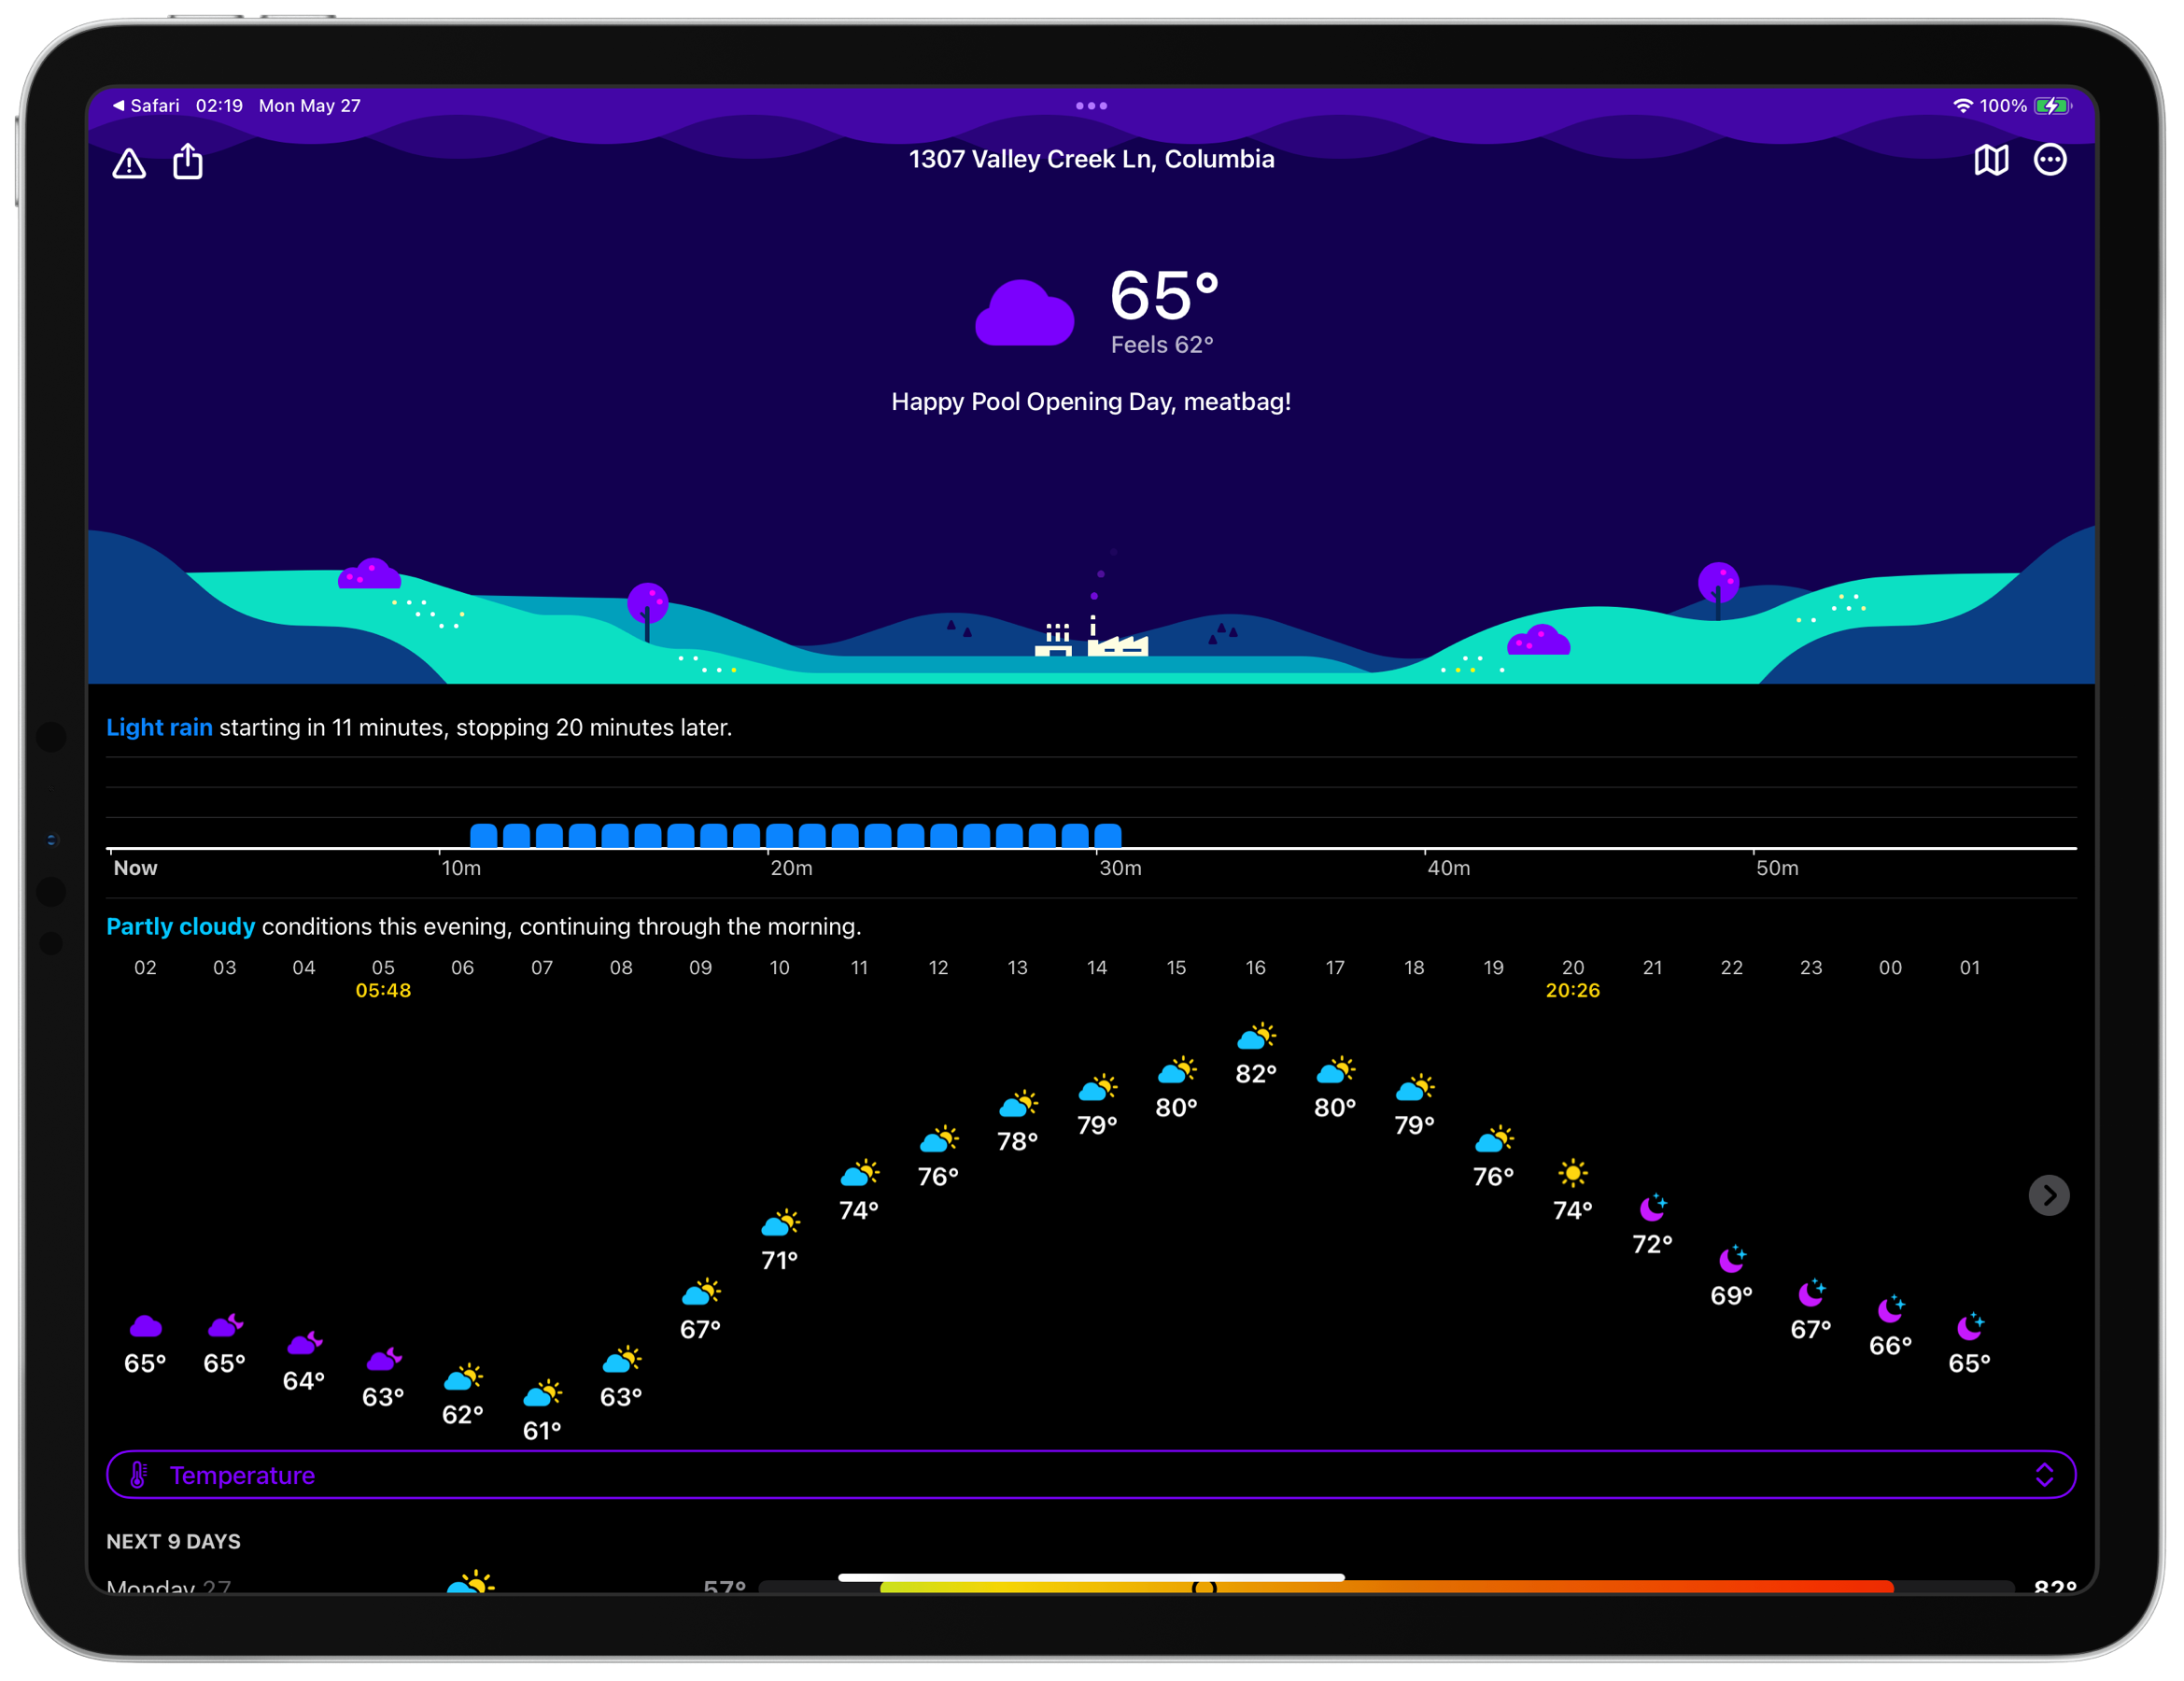 Safari 02:19 Mon May 27 100%
1307 Valley Creek Ln, Columbia
65°
Feels 62°
Happy Pool Opening Day, meatbag!
Light rain starting in 11 minutes, stopping 20 minutes later.
Now 10m 20m 30m 40m 50m
Partly cloudy conditions this evening, continuing through the morning.
02 03 04 05 06 07 08 09 10 11 12 13 14 15 16 17 18 19 20 21 22 23 00 01
05:48 20:26
65° 65° 64° 63° 62° 61° 63° 67° 71° 74° 76° 78° 79° 80° 82° 80° 79° 76° 74° 72° 69° 67° 66° 65°
Temperature
NEXT 9 DAYS
Monday 27 57° 82°